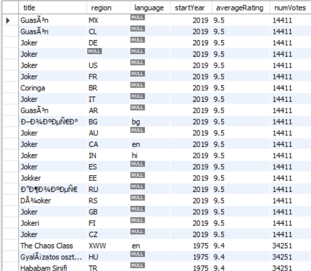 title region language startYear averageRating numVotes
GuasÃ³n MX NULL 2019 9.5 14411
GuasÃ³n CL NULL 2019 9.5 14411
Joker DE NULL 2019 9.5 14411
Joker NULL NULL 2019 9.5 14411
Joker US NULL 2019 9.5 14411
Joker FR NULL 2019 9.5 14411
Coringa BR NULL 2019 9.5 14411
Joker IT NULL 2019 9.5 14411
GuasÃ³n AR NULL 2019 9.5 14411
BG bg 2019 9.5 14411
Joker AU NULL 2019 9.5 14411
Joker CA en 2019 9.5 14411
Joker IN hi 2019 9.5 14411
Joker ES NULL 2019 9.5 14411
Jokker EE NULL 2019 9.5 14411
RU NULL 2019 9.5 14411
DÅ¾oker RS NULL 2019 9.5 14411
Joker GB NULL 2019 9.5 14411
Jokeri FI NULL 2019 9.5 14411
Joker CZ NULL 2019 9.5 14411
The Chaos Class XWW en 1975 9.4 34251
GyalÃ¡zatos oszt... HU NULL 1975 9.4 34251
Hababam Sinifi TR NULL 1975 9.4 34251